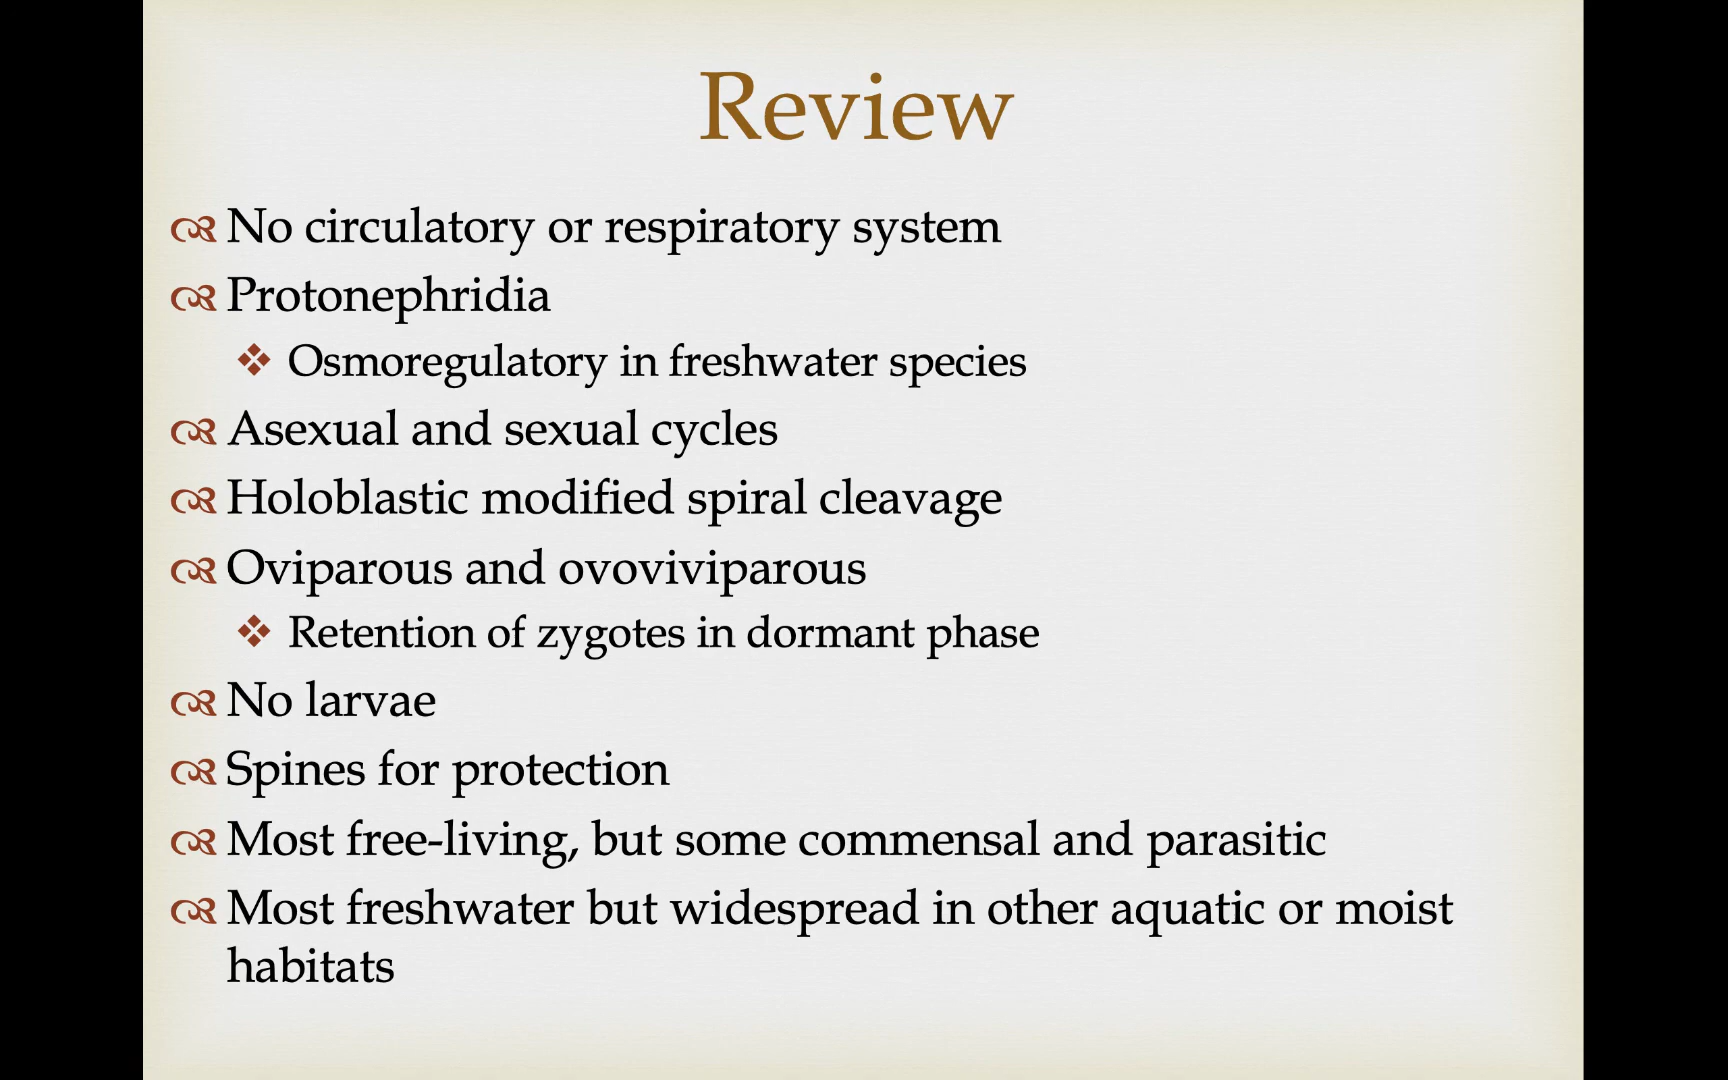 Review
No circulatory or respiratory system
Protonephridia
Osmoregulatory in freshwater species
Asexual and sexual cycles
Holoblastic modified spiral cleavage
Oviparous and ovoviviparous
Retention of zygotes in dormant phase
No larvae
Spines for protection
Most free-living, but some commensal and parasitic
Most freshwater but widespread in other aquatic or moist
habitats